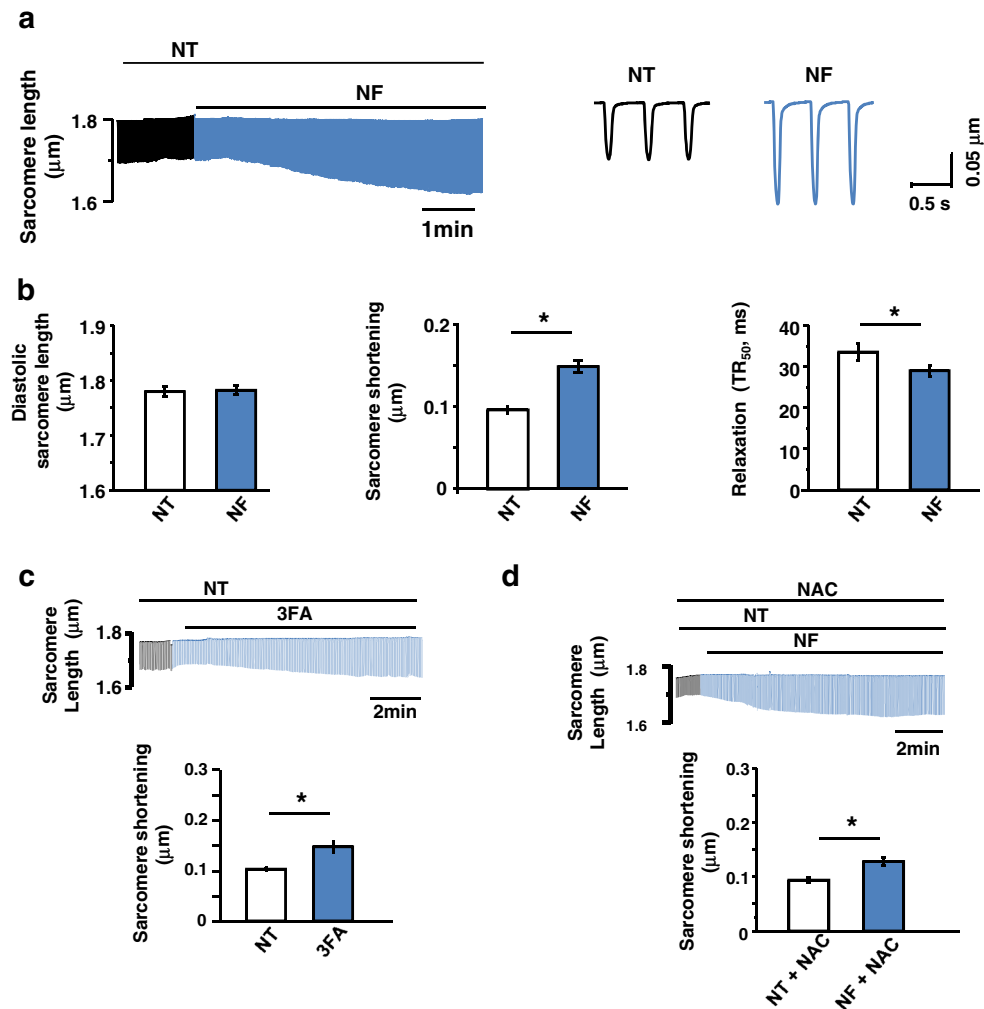 a
NT
NF
Sarcomere length
(μm)
1.8
1.6
1min
NT
NF
0.05 μm
0.5 s
b
Diastolic
sarcomere length
(μm)
1.9
1.8
1.7
1.6
NT
NF
Sarcomere shortening
(μm)
0.2
0.1
0
*
NT
NF
Relaxation (TR50, ms)
40
30
20
10
0
*
NT
NF
c
NT
3FA
Sarcomere
Length (μm)
1.8
1.6
2min
Sarcomere shortening
(μm)
0.3
0.2
0.1
0
*
NT
3FA
d
NAC
NT
NF
Sarcomere
Length (μm)
1.8
1.6
2min
Sarcomere shortening
(μm)
0.3
0.2
0.1
0
*
NT + NAC
NF + NAC